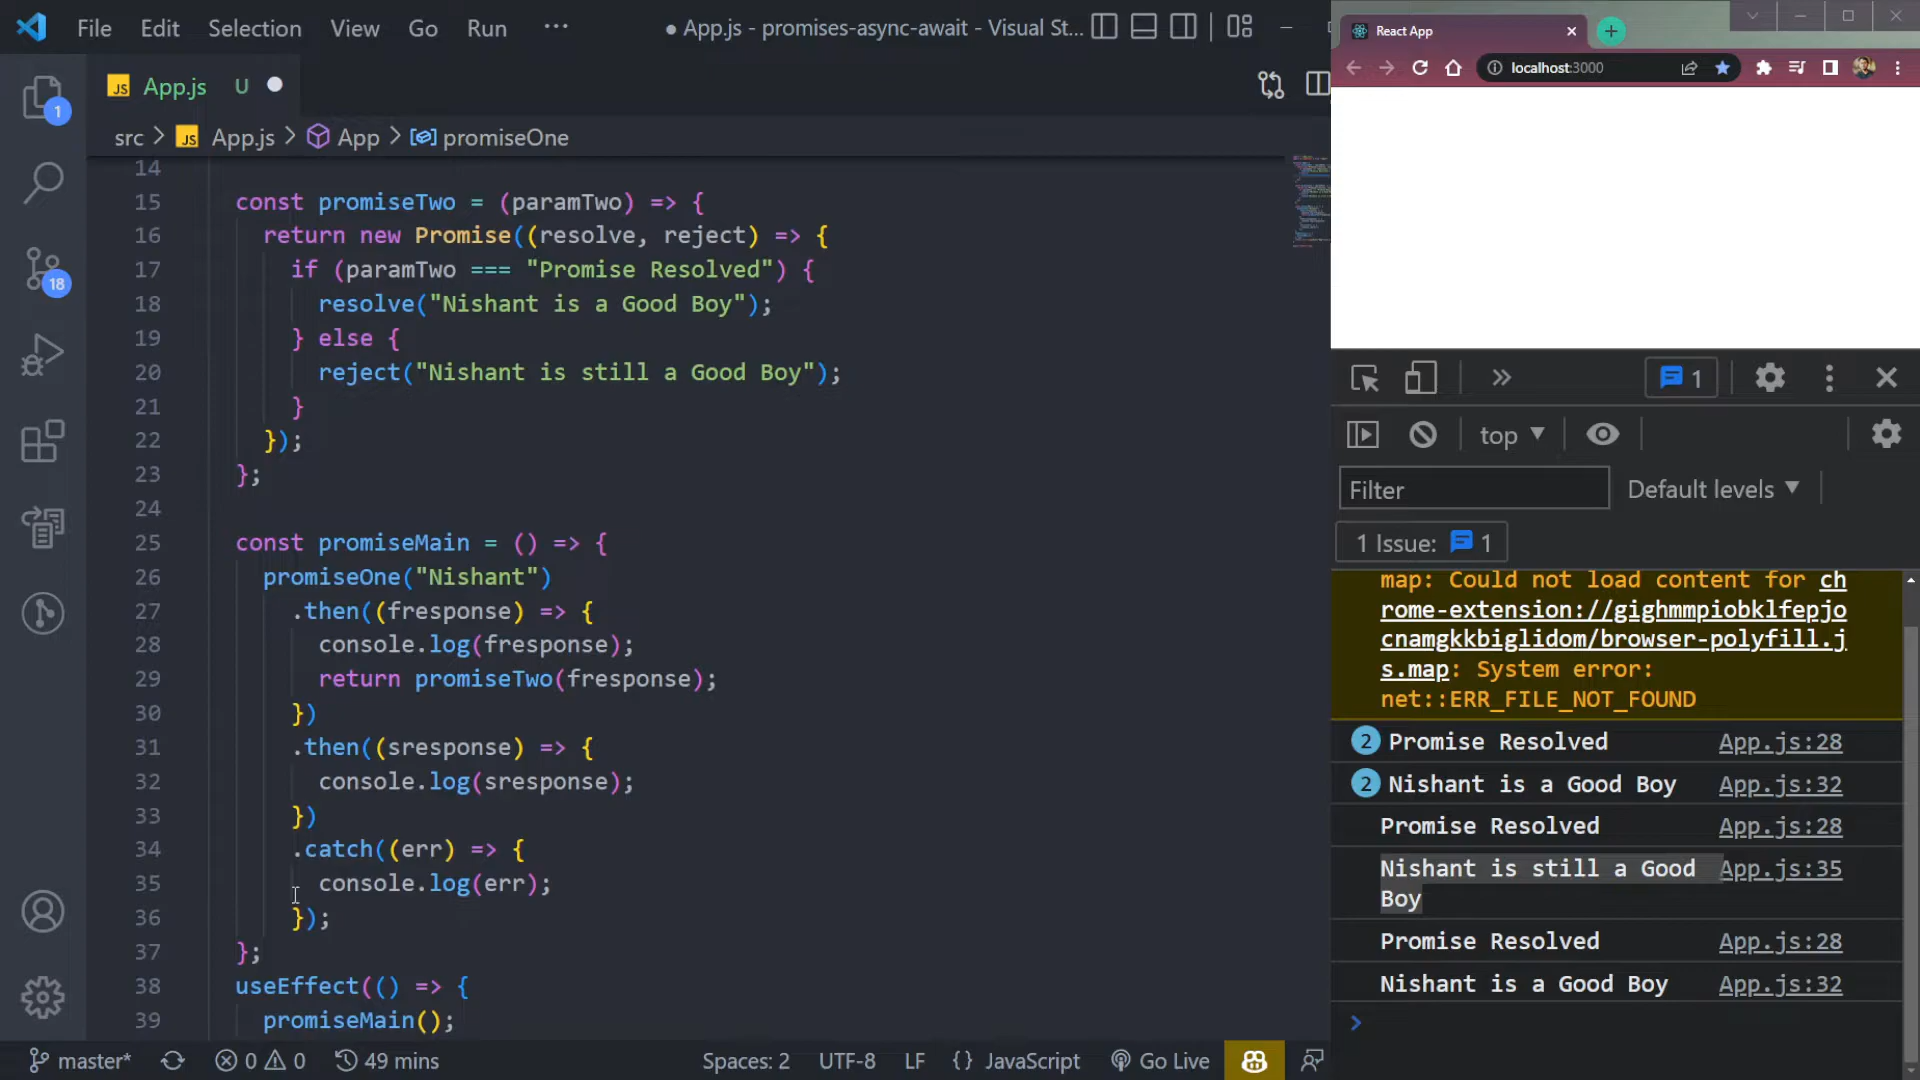 File Edit Selection View Go Run ··· ● App.js - promises-async-await - Visual St...
JS App.js U
src > JS App.js > App > promiseOne
1
18
14
15 const promiseTwo = (paramTwo) => {
16 return new Promise((resolve, reject) => {
17 if (paramTwo === "Promise Resolved") {
18 resolve("Nishant is a Good Boy");
19 } else {
20 reject("Nishant is still a Good Boy");
21 }
22 });
23 };
24
25 const promiseMain = () => {
26 promiseOne("Nishant")
27 .then((fresponse) => {
28 console.log(fresponse);
29 return promiseTwo(fresponse);
30 })
31 .then((sresponse) => {
32 console.log(sresponse);
33 })
34 .catch((err) => {
35 console.log(err);
36 });
37 };
38 useEffect(() => {
39 promiseMain();
master* 0 0 49 mins Spaces: 2 UTF-8 LF {} JavaScript Go Live
React App
localhost:3000
1
top
Filter Default levels
1 Issue: 1
map: Could not load content for ch
rome-extension://gighmmpiobklfepjo
cnamgkkbiglidom/browser-polyfill.j
s.map: System error:
net::ERR_FILE_NOT_FOUND
2 Promise Resolved App.js:28
2 Nishant is a Good Boy App.js:32
Promise Resolved App.js:28
Nishant is still a Good App.js:35
Boy
Promise Resolved App.js:28
Nishant is a Good Boy App.js:32
>